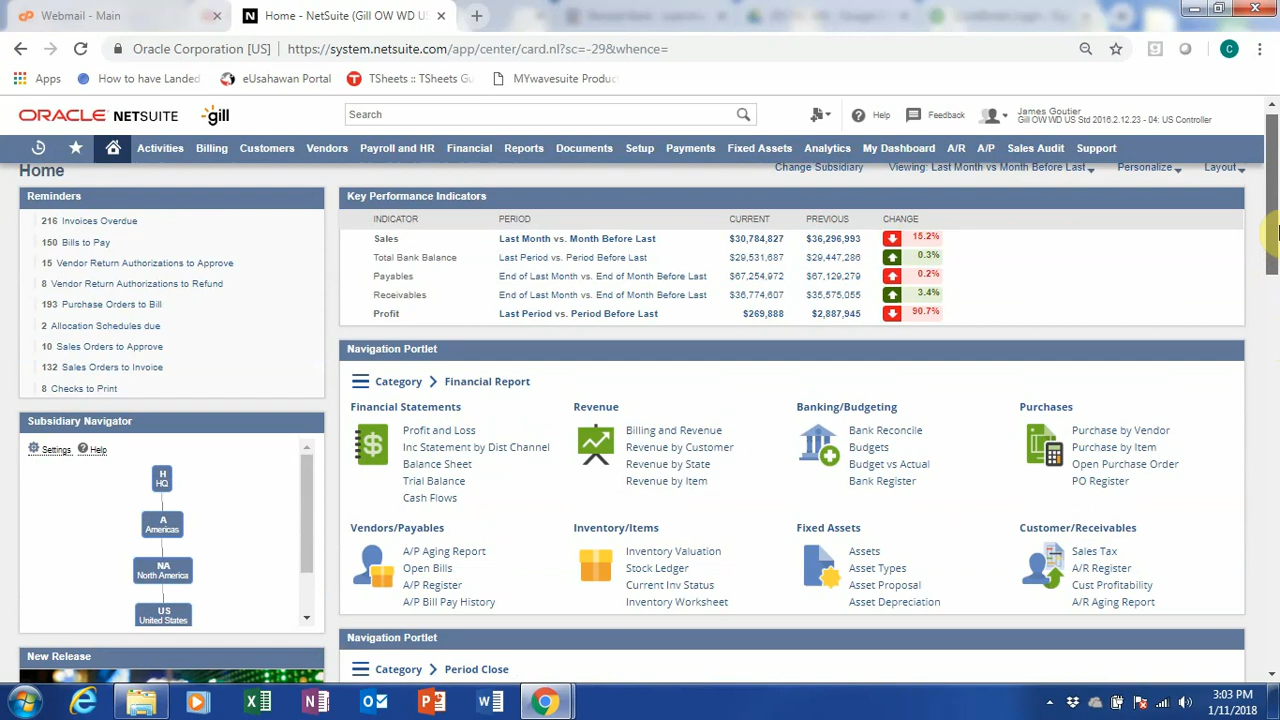 Webmail - Main
Home - NetSuite (Gill OW WD U
Oracle Corporation [US]
https://system.netsuite.com/app/center/card.nl?sc=-29&whence=
C
Apps
How to have Landed
eUsahawan Portal
TSheets :: TSheets Gu
MYwavesuite Produc
ORACLE NETSUITE
gill
Search
Help
Feedback
James Goutier
Gill OW WD US Std 2016.2.12.23 - 04: US Controller
Activities Billing Customers Vendors Payroll and HR Financial Reports Documents Setup Payments Fixed Assets Analytics My Dashboard A/R A/P Sales Audit Support
Home
Change Subsidiary
Viewing: Last Month vs Month Before Last
Personalize
Layout
Reminders
216 Invoices Overdue
150 Bills to Pay
15 Vendor Return Authorizations to Approve
8 Vendor Return Authorizations to Refund
193 Purchase Orders to Bill
2 Allocation Schedules due
10 Sales Orders to Approve
132 Sales Orders to Invoice
8 Checks to Print
Subsidiary Navigator
Settings
Help
H
HQ
A
Americas
NA
North America
US
United States
New Release
Key Performance Indicators
INDICATOR PERIOD CURRENT PREVIOUS CHANGE
Sales Last Month vs. Month Before Last $30,784,827 $36,296,993 15.2%
Total Bank Balance Last Period vs. Period Before Last $29,531,687 $29,447,286 0.3%
Payables End of Last Month vs. End of Month Before Last $67,254,972 $67,129,279 0.2%
Receivables End of Last Month vs. End of Month Before Last $36,774,607 $35,575,055 3.4%
Profit Last Period vs. Period Before Last $269,888 $2,887,945 90.7%
Navigation Portlet
Category Financial Report
Financial Statements
Profit and Loss
Inc Statement by Dist Channel
Balance Sheet
Trial Balance
Cash Flows
Revenue
Billing and Revenue
Revenue by Customer
Revenue by State
Revenue by Item
Banking/Budgeting
Bank Reconcile
Budgets
Budget vs Actual
Bank Register
Purchases
Purchase by Vendor
Purchase by Item
Open Purchase Order
PO Register
Vendors/Payables
A/P Aging Report
Open Bills
A/P Register
A/P Bill Pay History
Inventory/Items
Inventory Valuation
Stock Ledger
Current Inv Status
Inventory Worksheet
Fixed Assets
Assets
Asset Types
Asset Proposal
Asset Depreciation
Customer/Receivables
Sales Tax
A/R Register
Cust Profitability
A/R Aging Report
Navigation Portlet
Category Period Close
3:03 PM
1/11/2018